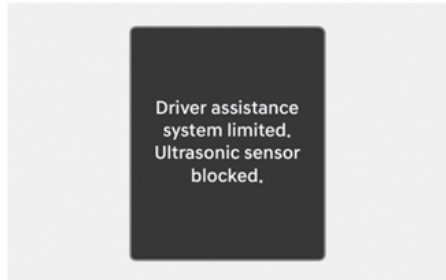 Driver assistance
system limited.
Ultrasonic sensor
blocked.